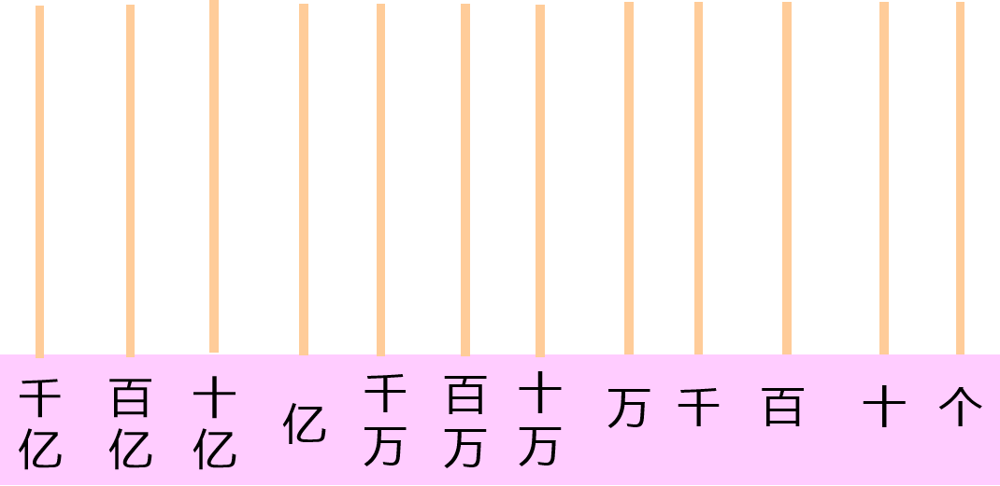 千亿 百亿 十亿 亿 千万 百万 十万 万 千 百 十 个